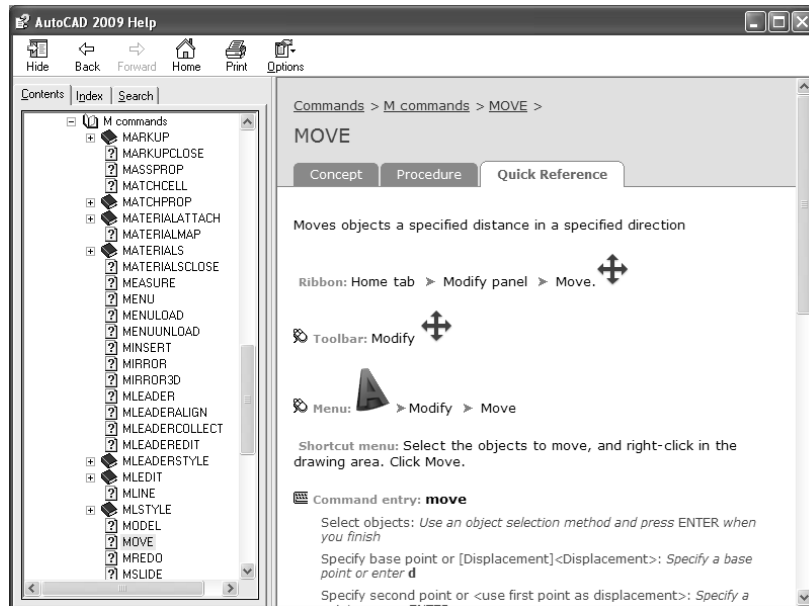 AutoCAD 2009 Help
Hide Back Forward Home Print Options
Contents Index Search
M commands
MARKUP
MARKUPCLOSE
MASSPROP
MATCHCELL
MATCHPROP
MATERIALATTACH
MATERIALMAP
MATERIALS
MATERIALSCLOSE
MEASURE
MENU
MENULOAD
MENUUNLOAD
MINSERT
MIRROR
MIRROR3D
MLEADER
MLEADERALIGN
MLEADERCOLLECT
MLEADEREDIT
MLEADERSTYLE
MLEDIT
MLINE
MLSTYLE
MODEL
MOVE
MREDO
MSLIDE
Commands > M commands > MOVE >
MOVE
Concept Procedure Quick Reference
Moves objects a specified distance in a specified direction
Ribbon: Home tab ➤ Modify panel ➤ Move.
Toolbar: Modify
Menu: ➤ Modify ➤ Move
Shortcut menu: Select the objects to move, and right-click in the
drawing area. Click Move.
Command entry: move
Select objects: Use an object selection method and press ENTER when
you finish
Specify base point or [Displacement]<Displacement>: Specify a base
point or enter d
Specify second point or <use first point as displacement>: Specify a